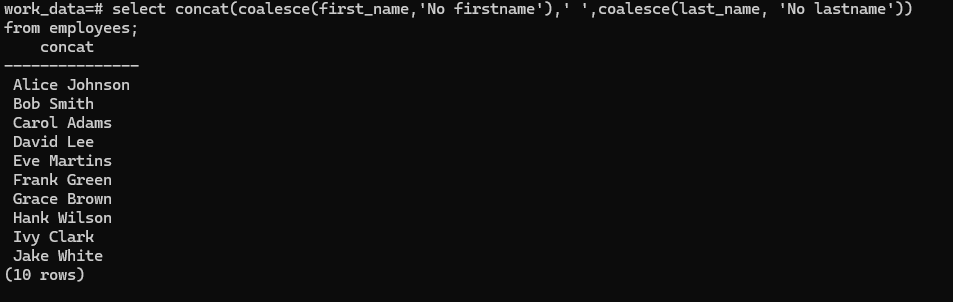 work_data=# select concat(coalesce(first_name,'No firstname'),' ',coalesce(last_name, 'No lastname'))
from employees;
    concat
---------------
 Alice Johnson
 Bob Smith
 Carol Adams
 David Lee
 Eve Martins
 Frank Green
 Grace Brown
 Hank Wilson
 Ivy Clark
 Jake White
(10 rows)